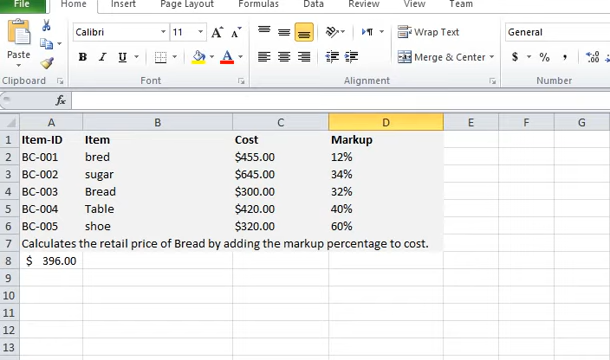 File Home Insert Page Layout Formulas Data Review View Team
Paste
Calibri 11 A A Wrap Text General
B I U A Merge & Center $ % ,
Clipboard Font Alignment Number
fx
A B C D E F G
1 Item-ID Item Cost Markup
2 BC-001 bred $455.00 12%
3 BC-002 sugar $645.00 34%
4 BC-003 Bread $300.00 32%
5 BC-004 Table $420.00 40%
6 BC-005 shoe $320.00 60%
7 Calculates the retail price of Bread by adding the markup percentage to cost.
8 $ 396.00
9
10
11
12
13